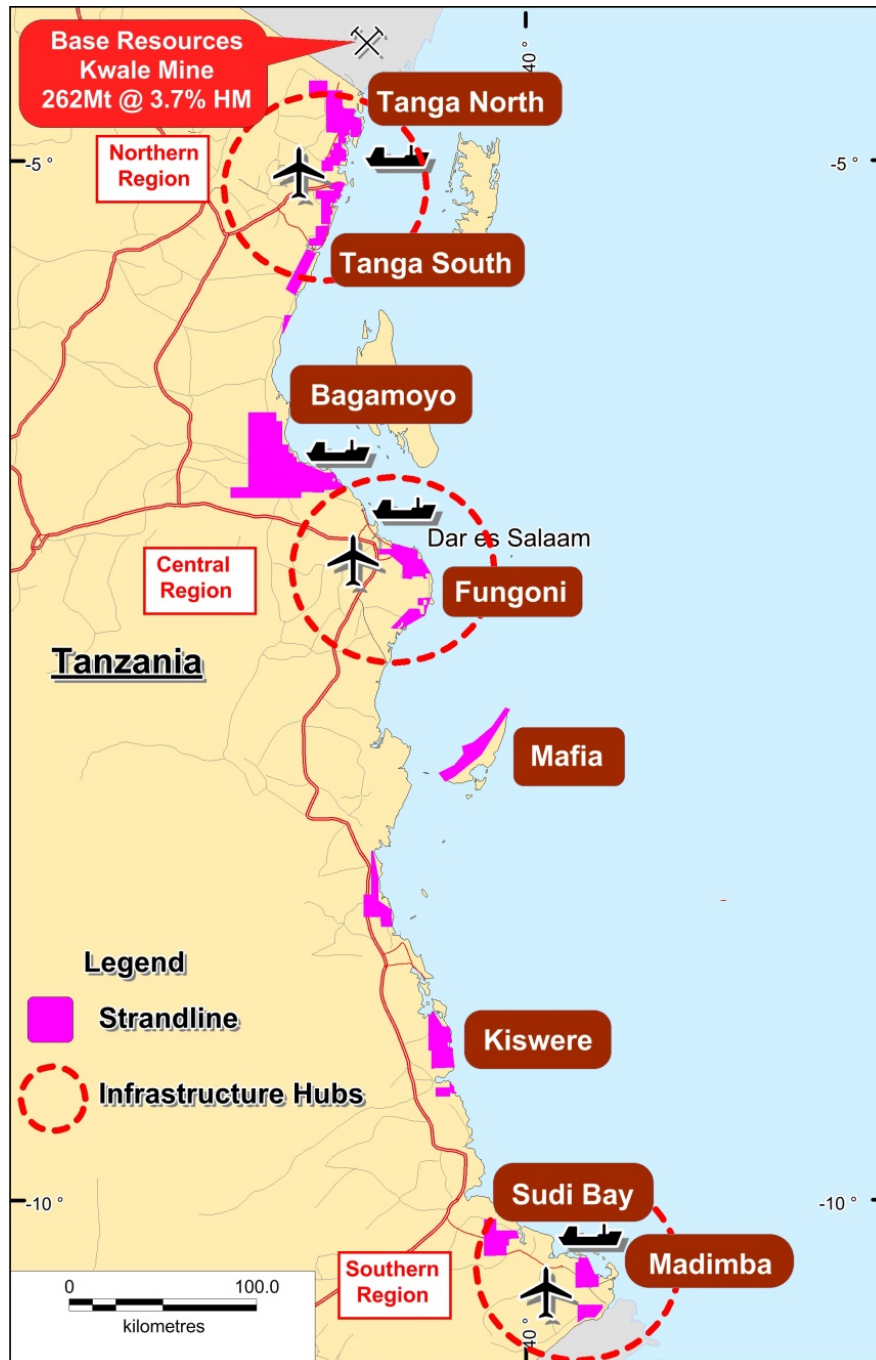 Base Resources
Kwale Mine
262Mt @ 3.7% HM
40
Tanga North
Northern
Region
-5 °
-5 °
Tanga South
Bagamoyo
Dar es Salaam
Central
Region
Fungoni
Tanzania
Mafia
Legend
Strandline
Kiswere
Infrastructure Hubs
Sudi Bay
-10 °
-10 °
Madimba
Southern
Region
0
100.0
kilometres
40 °